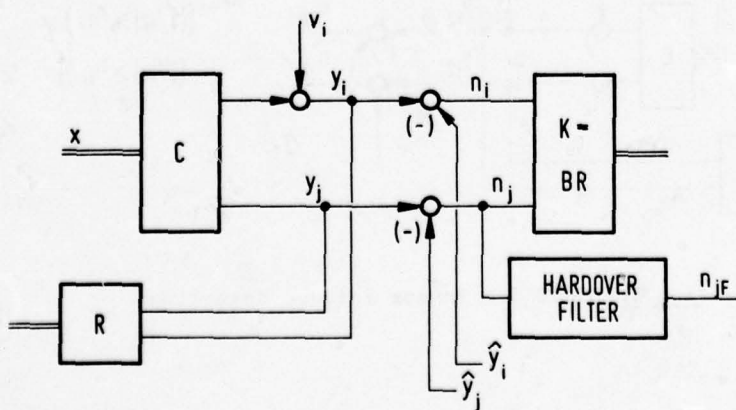 v_i
y_i
n_i
(-)
K =
BR
x
C
y_j
n_j
(-)
HARDOVER
FILTER
n_jF
R
ŷ_i
ŷ_j